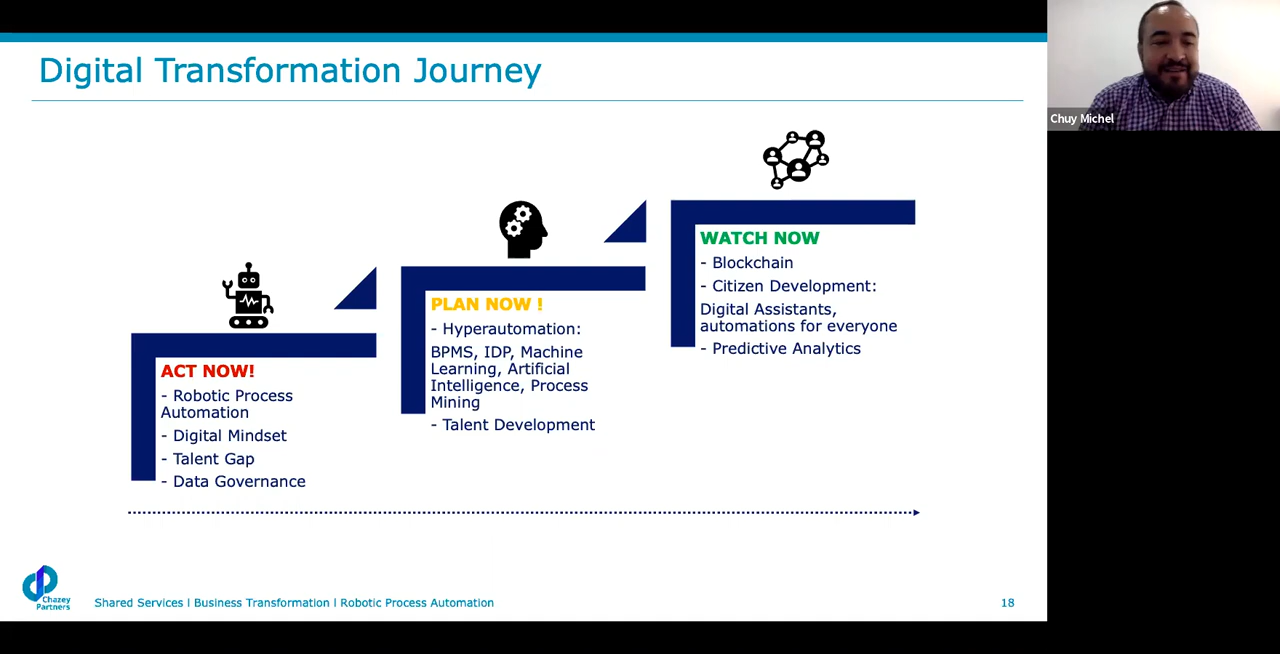 Digital Transformation Journey
Chuy Michel
ACT NOW!
- Robotic Process
Automation
- Digital Mindset
- Talent Gap
- Data Governance
PLAN NOW !
- Hyperautomation:
BPMS, IDP, Machine
Learning, Artificial
Intelligence, Process
Mining
- Talent Development
WATCH NOW
- Blockchain
- Citizen Development:
Digital Assistants,
automations for everyone
- Predictive Analytics
Chazey
Partners
Shared Services I Business Transformation I Robotic Process Automation
18